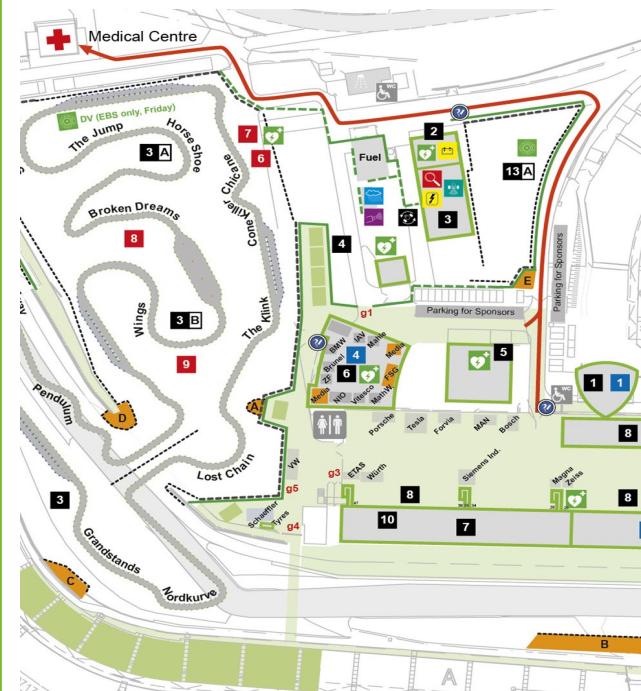 Medical Centre
DV (EBS only, Friday)
The Jump
Horse Shoe
3 A
Broken Dreams
8
Cone Killer Chicane
7
6
Wings
3 B
9
The Klink
Pendulum
D
A
Lost Chain
3
Grandstands
C
Nordkurve
WC
Fuel
2
3
13 A
4
E
Parking for Sponsors
Parking for Sponsors
g1
BMW
IAV
Mahle
Media
Brunel
4
ZF
6
FSG
Media
NIO
Vitesco
MathW.
5
WC
1
1
8
Porsche
Tesla
Forvia
MAN
Bosch
VW
g3
ETAS
Würth
Siemens Ind.
Magna
Zeiss
g5
8
8
Schaeffler
Tyres
g4
10
7
8
B
A